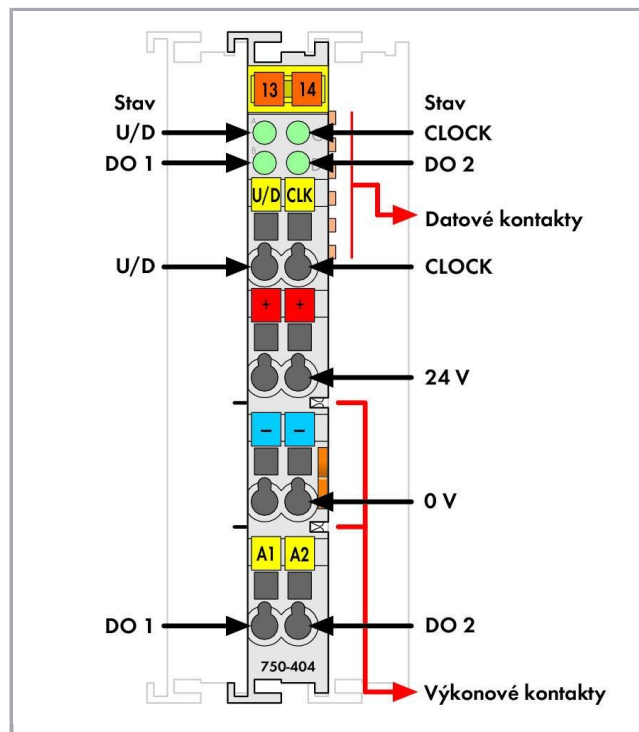 13 14
Stav Stav
U/D CLOCK
DO 1 DO 2
U/D CLK
Datové kontakty
U/D CLOCK
+ +
24 V
– –
0 V
A1 A2
DO 1 DO 2
750-404
Výkonové kontakty